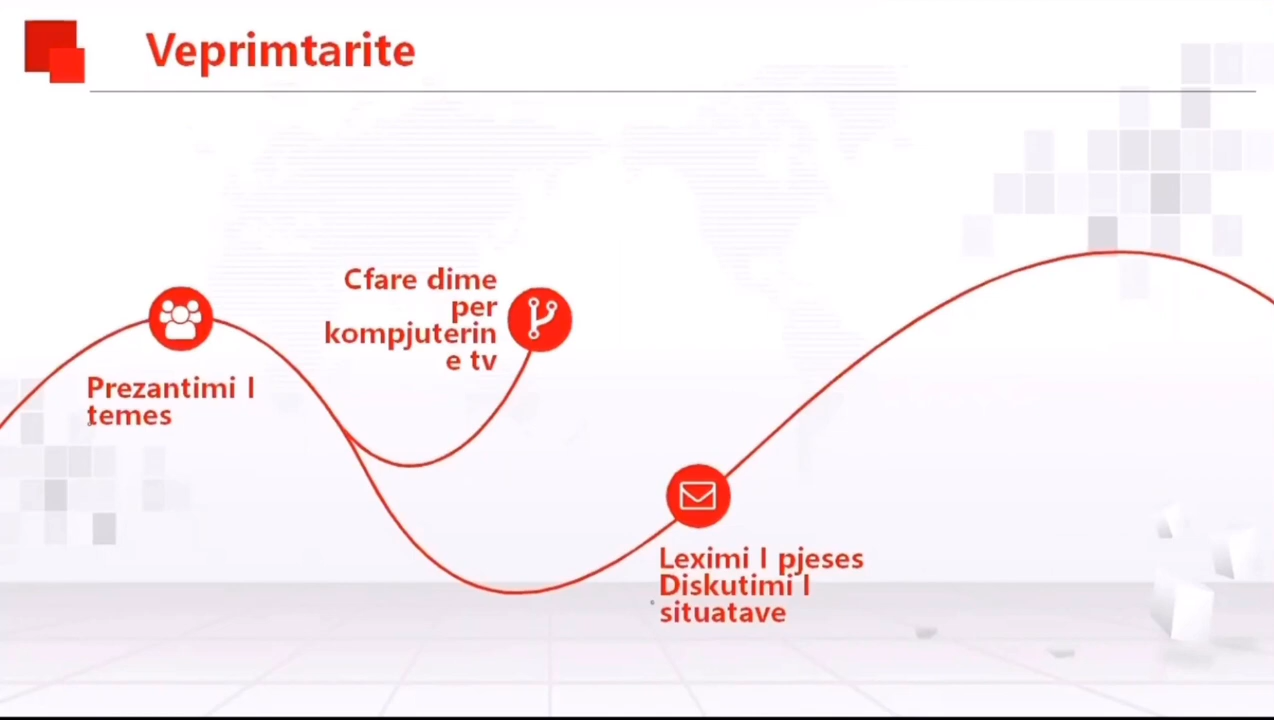 Veprimtarite
Cfare dime
per
kompjuterin
e tv
Prezantimi I
temes
Leximi I pjeses
Diskutimi I
situatave